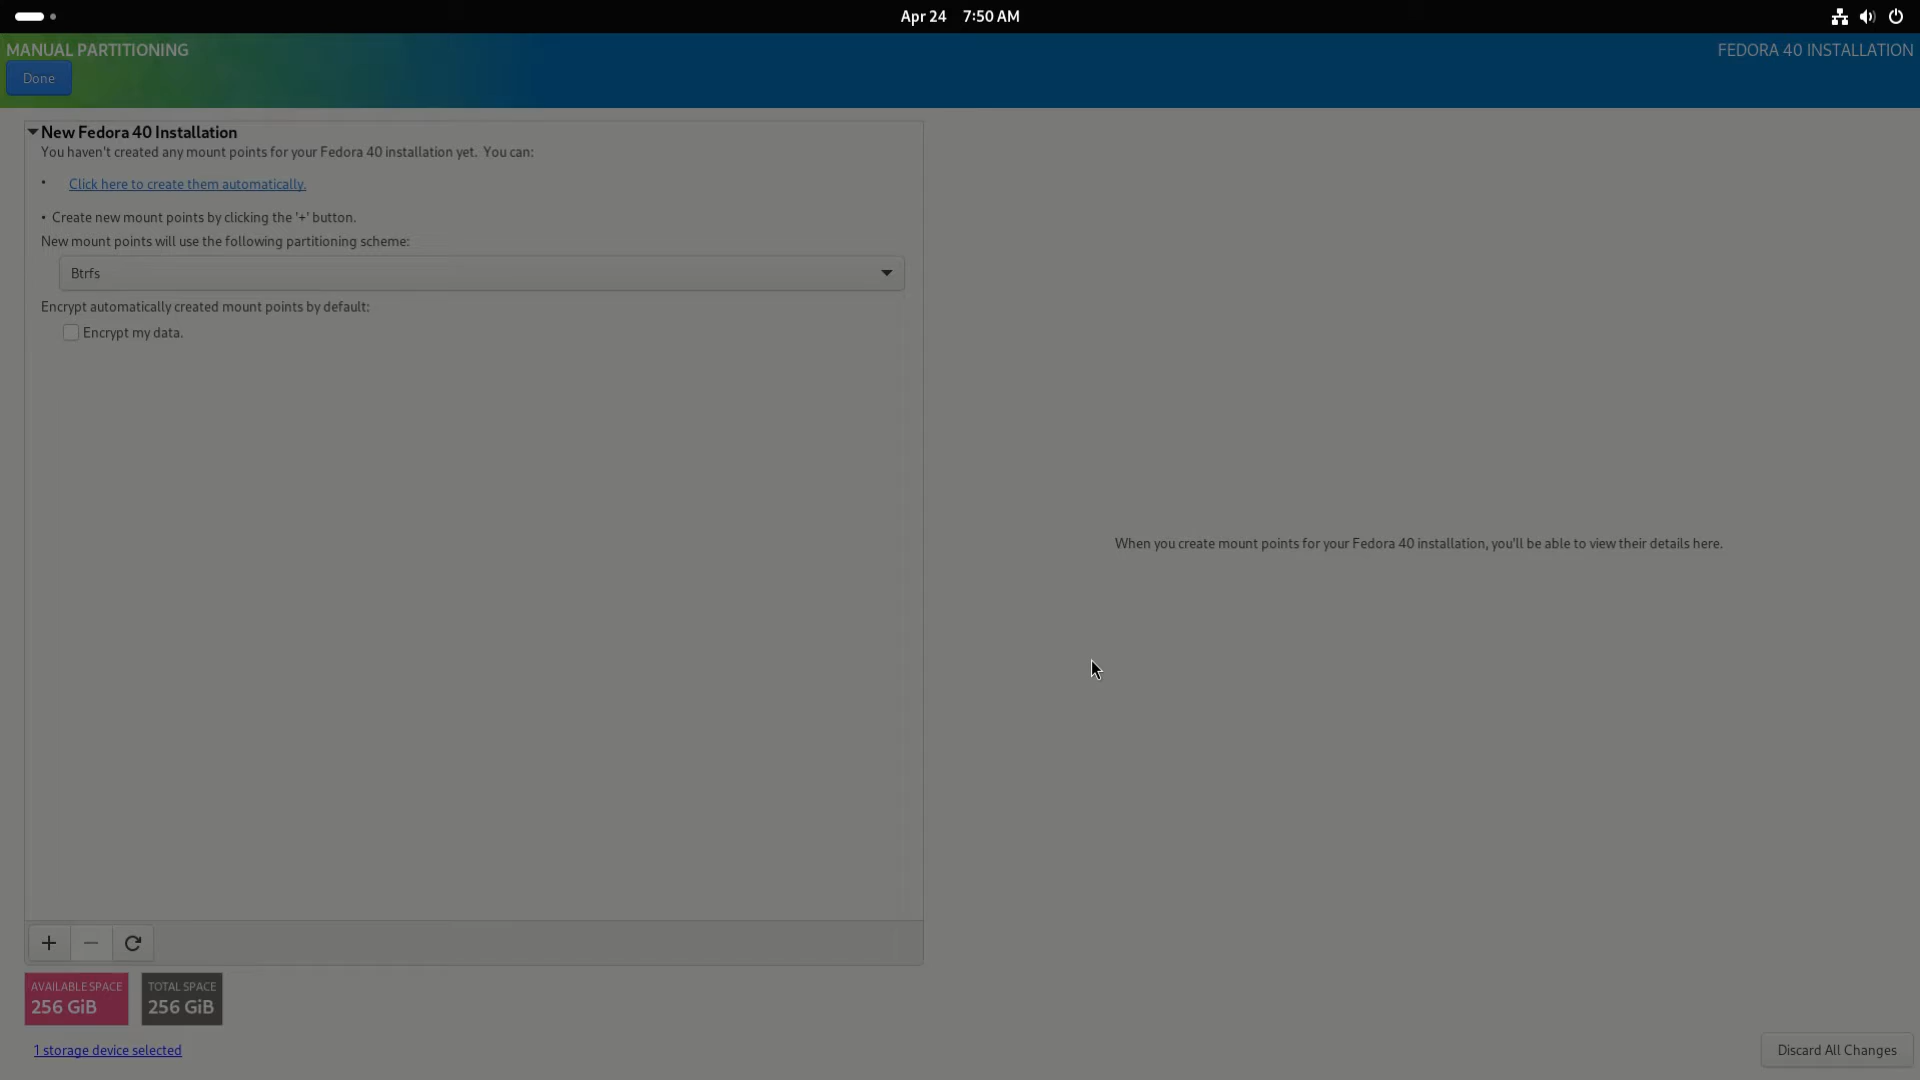 Apr 24 7:50 AM
MANUAL PARTITIONING
FEDORA 40 INSTALLATION
Done
New Fedora 40 Installation
You haven't created any mount points for your Fedora 40 installation yet. You can:
• Click here to create them automatically.
• Create new mount points by clicking the '+' button.
New mount points will use the following partitioning scheme:
Btrfs
Encrypt automatically created mount points by default:
Encrypt my data.
When you create mount points for your Fedora 40 installation, you'll be able to view their details here.
AVAILABLE SPACE
256 GiB
TOTAL SPACE
256 GiB
1 storage device selected
Discard All Changes